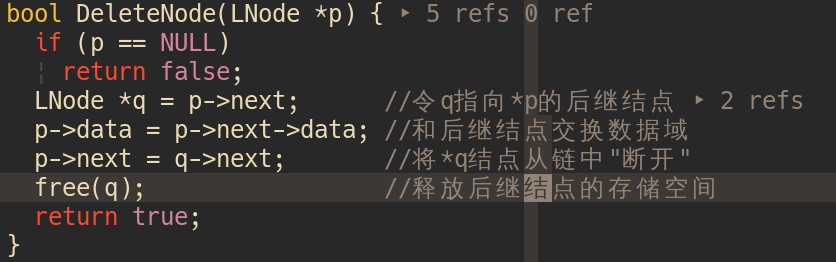 bool DeleteNode(LNode *p) { ‣ 5 refs 0 ref
  if (p == NULL)
  ¦ return false;
  LNode *q = p->next;      //令q指向*p的后继结点 ‣ 2 refs
  p->data = p->next->data; //和后继结点交换数据域
  p->next = q->next;       //将*q结点从链中"断开"
  free(q);                 //释放后继结点的存储空间
  return true;
}